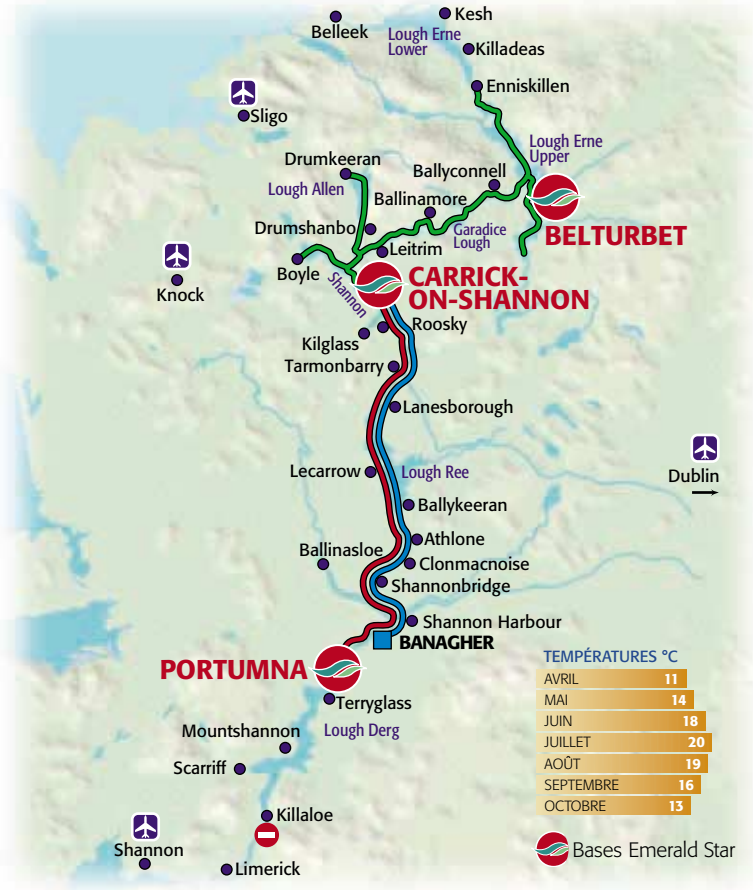 Kesh
Belleek
Lough Erne
Lower
Killadeas
Enniskillen
Sligo
Lough Erne
Upper
Drumkeeran
Ballyconnell
Lough Allen
Ballinamore
BELTURBET
Drumshanbo
Garadice
Lough
Leitrim
Boyle
Knock
Shannon
CARRICK-
ON-SHANNON
Roosky
Kilglass
Tarmonbarry
Lanesborough
Lecarrow
Lough Ree
Dublin
Ballykeeran
Athlone
Ballinasloe
Clonmacnoise
Shannonbridge
Shannon Harbour
BANAGHER
PORTUMNA
Terryglass
Lough Derg
Mountshannon
Scarriff
Killaloe
Shannon
Limerick
TEMPÉRATURES °C
AVRIL 11
MAI 14
JUIN 18
JUILLET 20
AOÛT 19
SEPTEMBRE 16
OCTOBRE 13
Bases Emerald Star